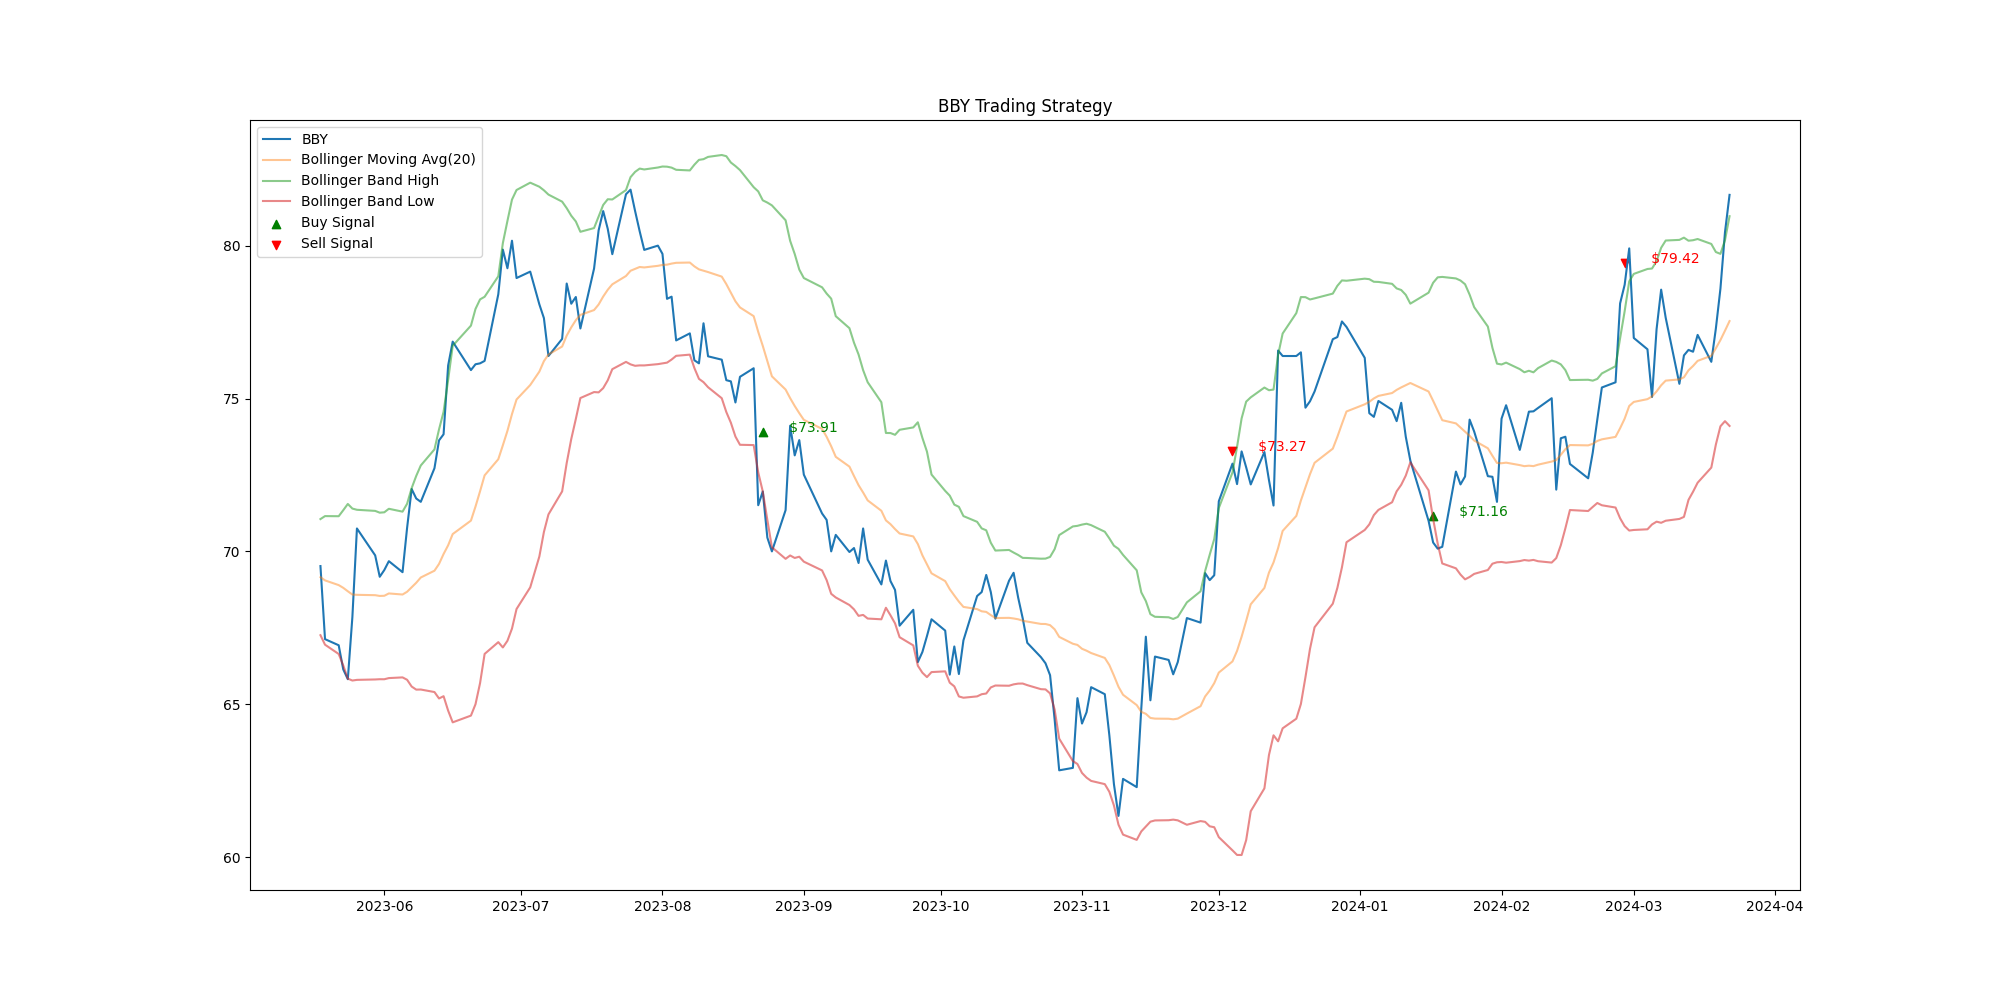 BBY Trading Strategy
BBY
Bollinger Moving Avg(20)
Bollinger Band High
Bollinger Band Low
Buy Signal
Sell Signal
80
75
70
65
60
$79.42
$73.91
$73.27
$71.16
2023-06 2023-07 2023-08 2023-09 2023-10 2023-11 2023-12 2024-01 2024-02 2024-03 2024-04